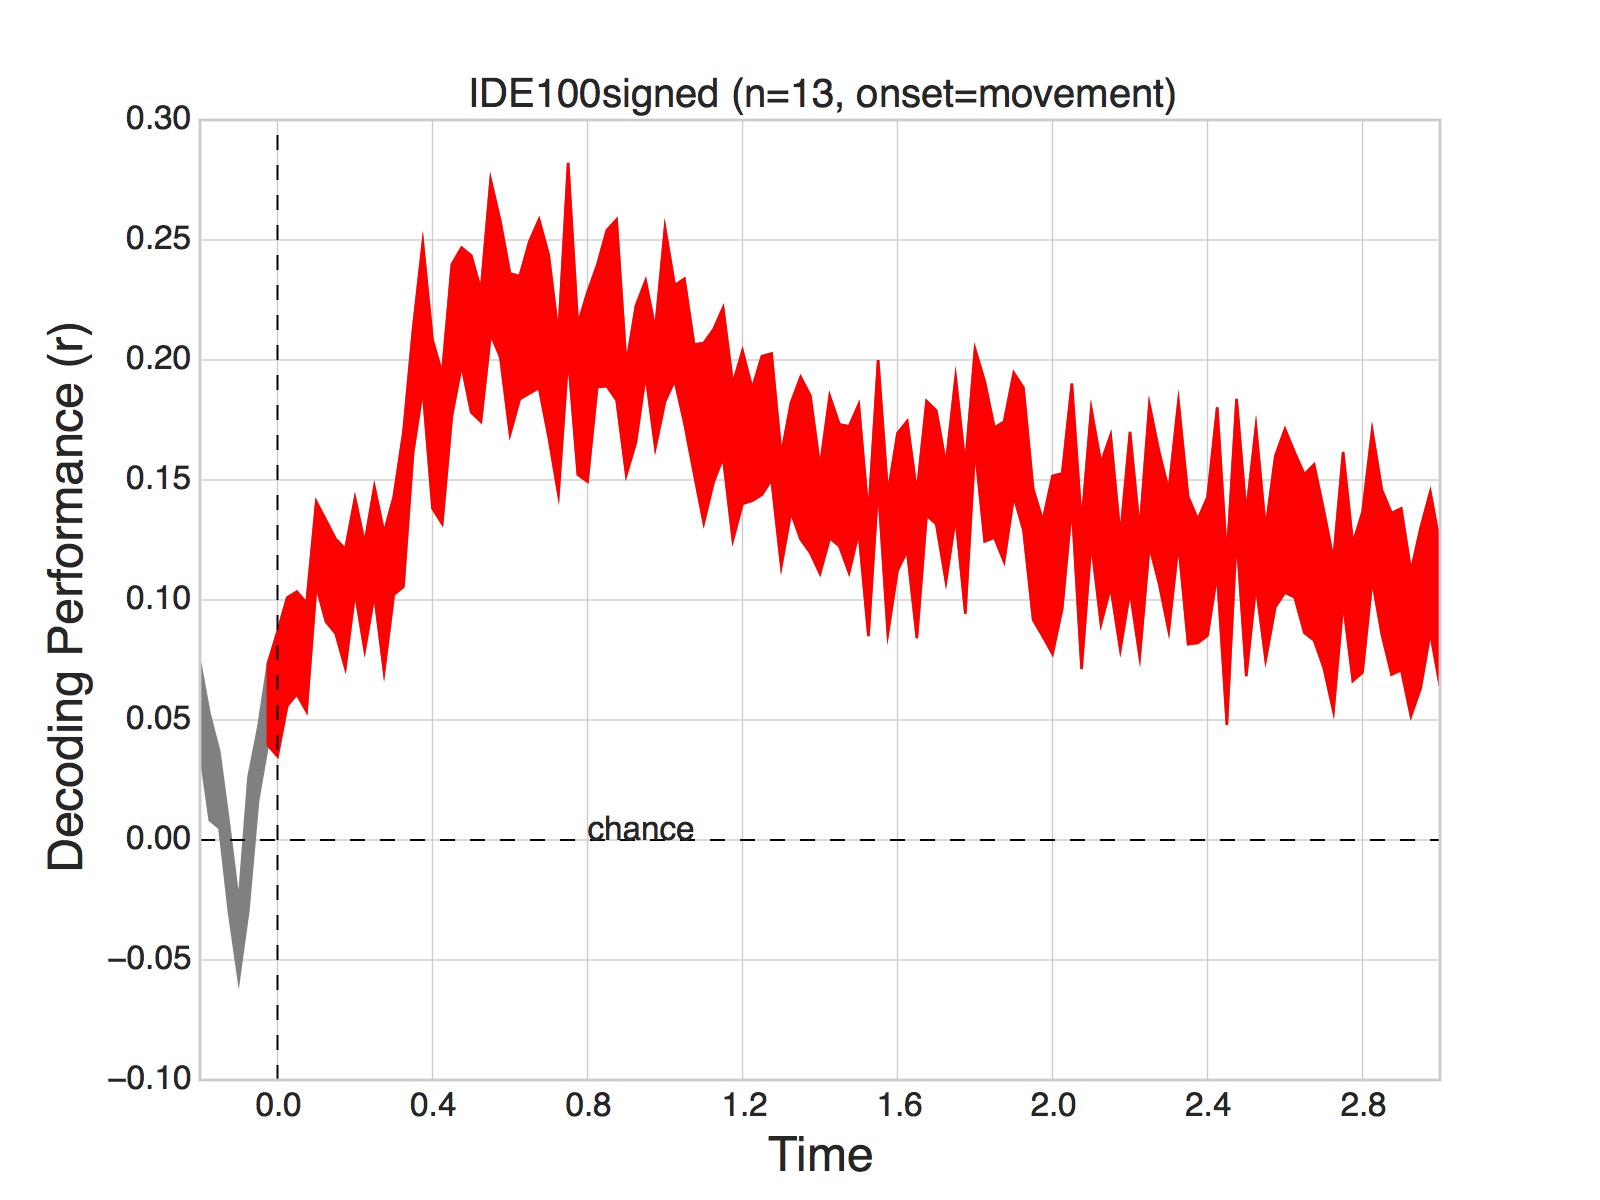 IDE100signed (n=13, onset=movement)
0.30
0.25
0.20
0.15
0.10
0.05
0.00
−0.05
−0.10
Decoding Performance (r)
chance
0.0 0.4 0.8 1.2 1.6 2.0 2.4 2.8
Time